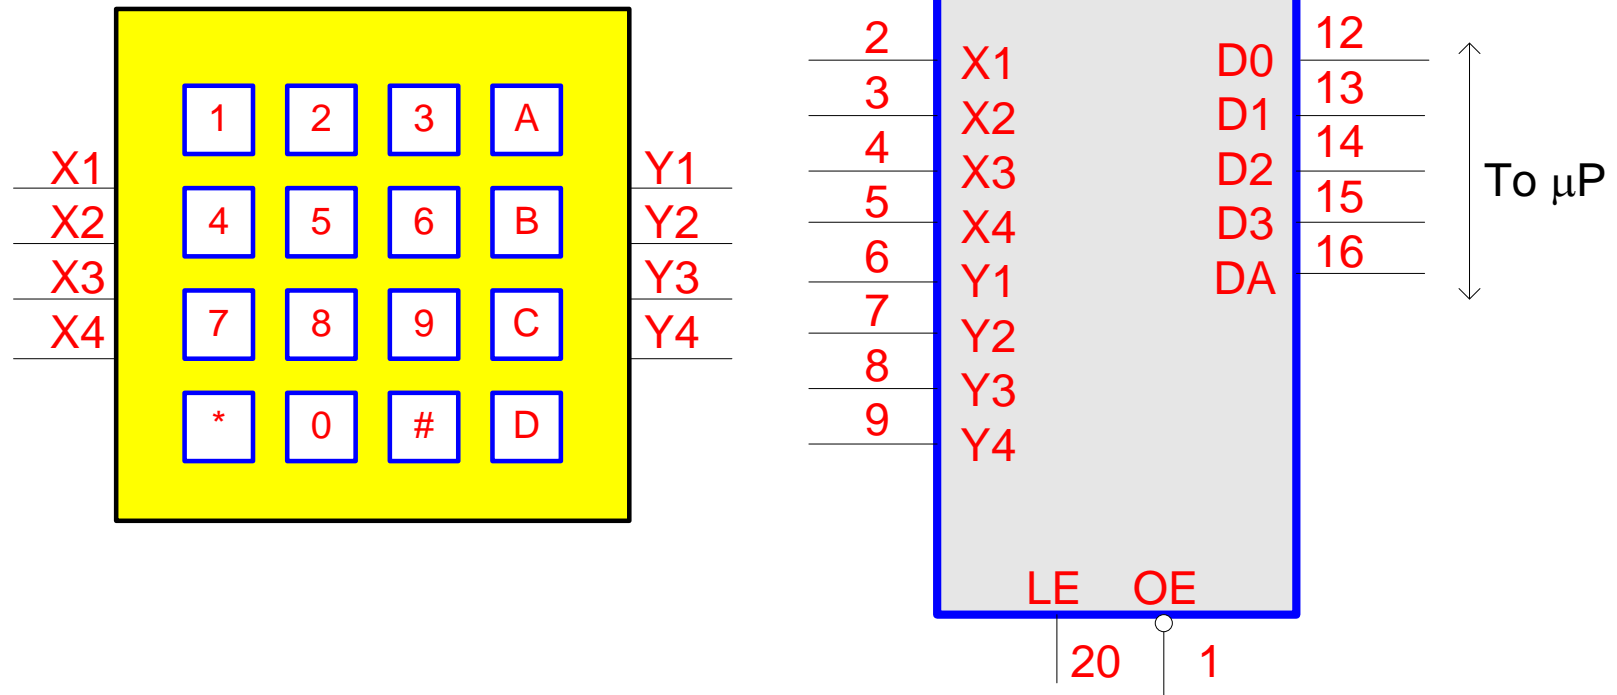 1 2 3 A
4 5 6 B
7 8 9 C
* 0 # D
X1
X2
X3
X4
Y1
Y2
Y3
Y4
2 X1
3 X2
4 X3
5 X4
6 Y1
7 Y2
8 Y3
9 Y4
D0 12
D1 13
D2 14
D3 15
DA 16
To μP
LE OE
20 1